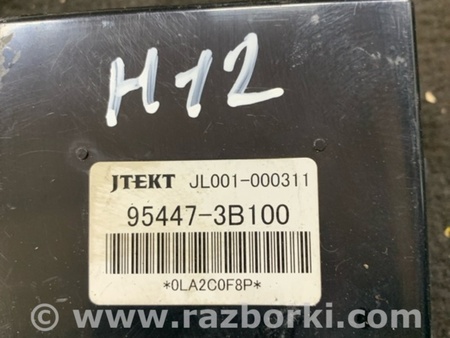 H12
JTEKT JL001-000311
95447-3B100
*0LA2C0F8P*
www.razborki.com